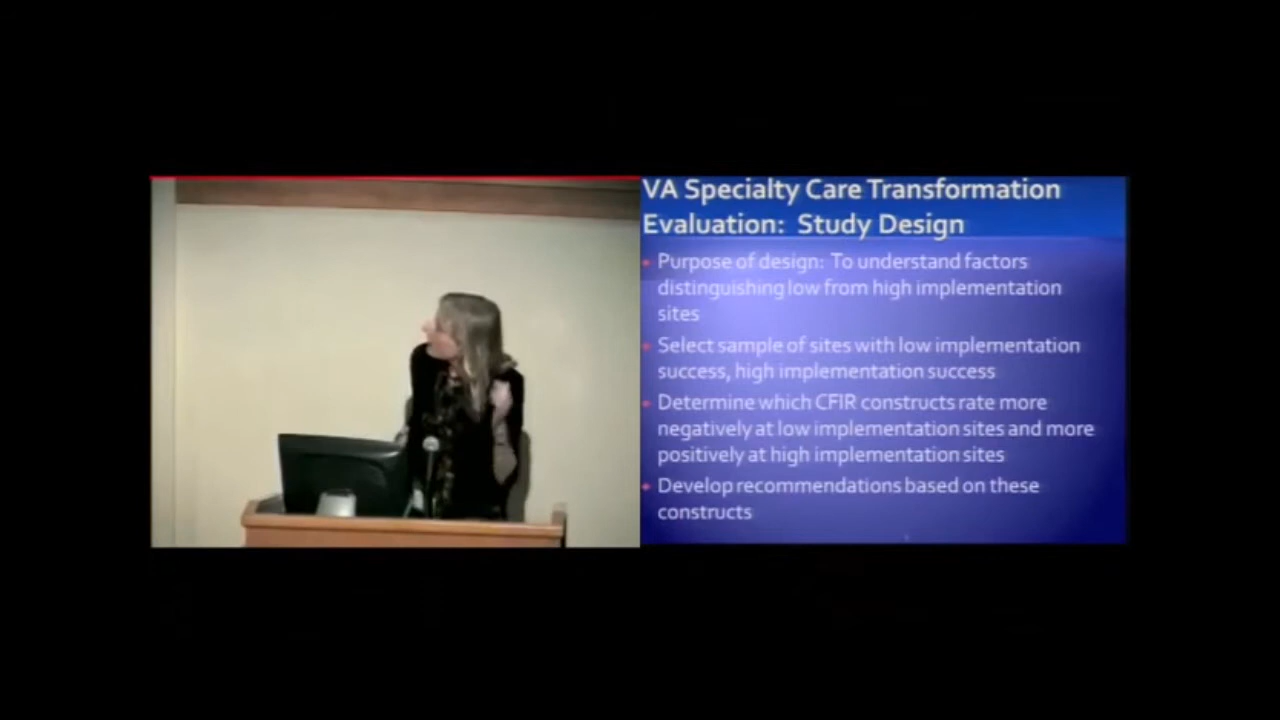 VA Specialty Care Transformation
Evaluation: Study Design
Purpose of design: To understand factors
distinguishing low from high implementation
sites
Select sample of sites with low implementation
success, high implementation success
Determine which CFIR constructs rate more
negatively at low implementation sites and more
positively at high implementation sites
Develop recommendations based on these
constructs